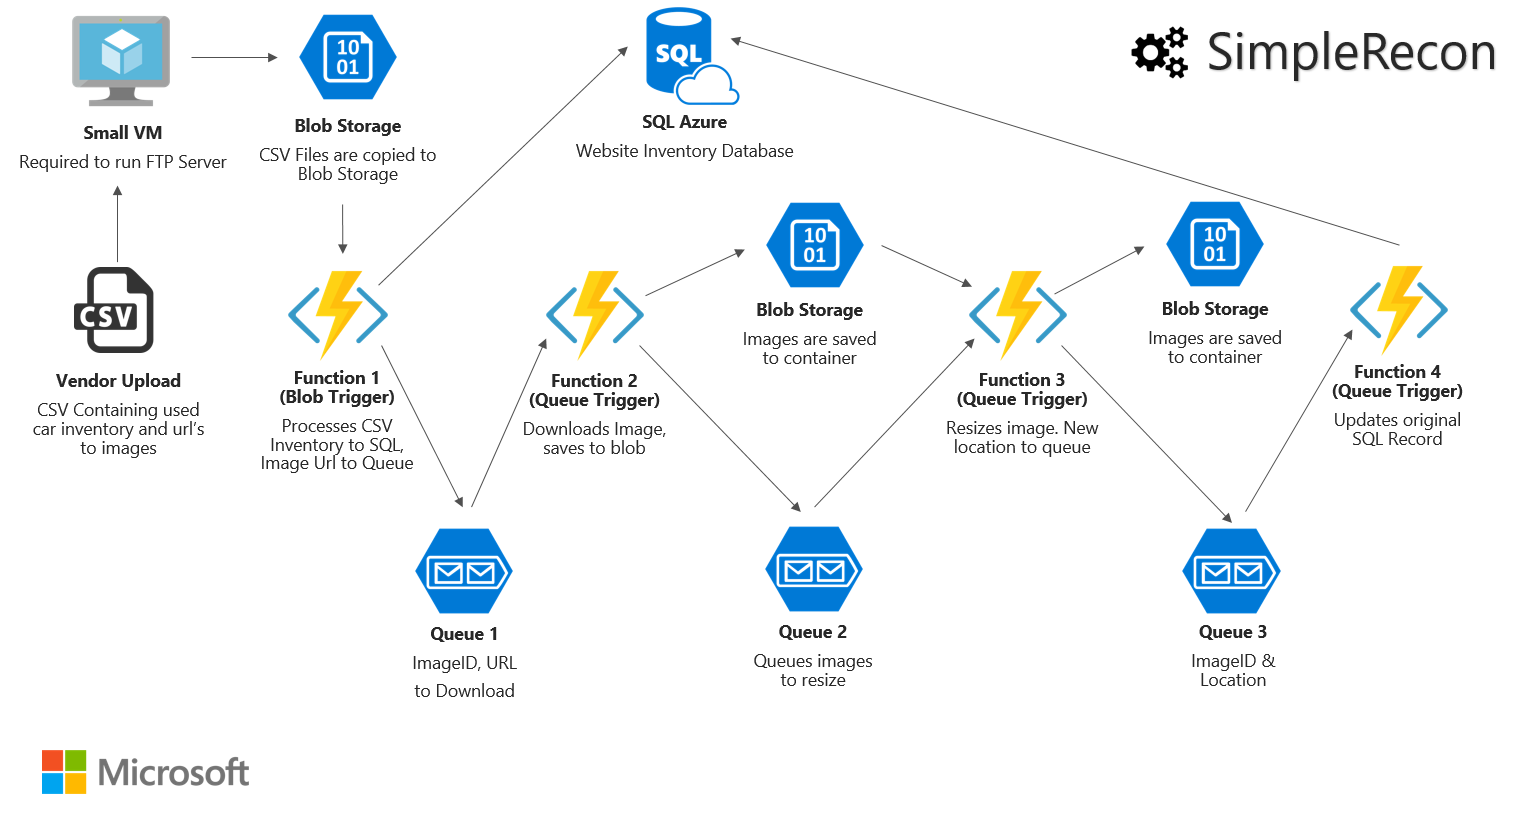 SimpleRecon
10
01
SQL
Small VM
Required to run FTP Server
Blob Storage
CSV Files are copied to
Blob Storage
SQL Azure
Website Inventory Database
CSV
Vendor Upload
CSV Containing used
car inventory and url's
to images
Function 1
(Blob Trigger)
Processes CSV
Inventory to SQL,
Image Url to Queue
Function 2
(Queue Trigger)
Downloads Image,
saves to blob
10
01
Blob Storage
Images are saved
to container
Function 3
(Queue Trigger)
Resizes image. New
location to queue
10
01
Blob Storage
Images are saved
to container
Function 4
(Queue Trigger)
Updates original
SQL Record
Queue 1
ImageID, URL
to Download
Queue 2
Queues images
to resize
Queue 3
ImageID &
Location
Microsoft